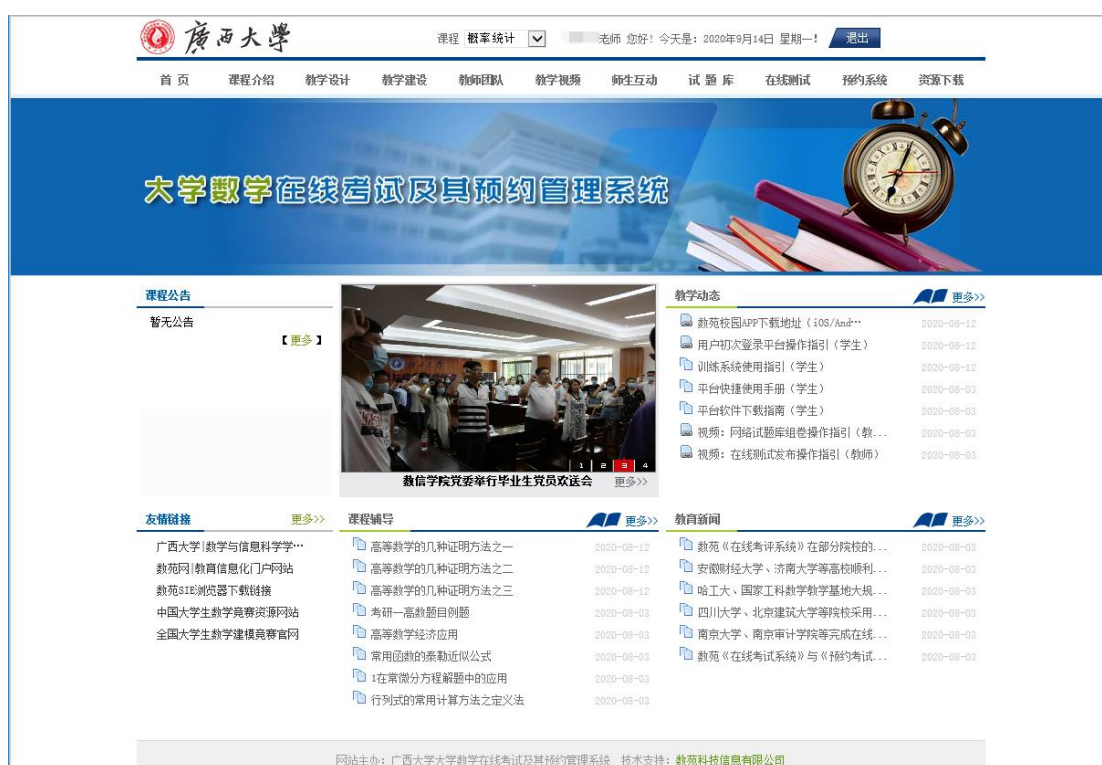 廣西大學
课程 概率统计 老师 您好！今天是：2020年9月14日 星期一！ 退出
首 页 课程介绍 教学设计 教学建设 教师团队 教学视频 师生互动 试 题 库 在线测试 预约系统 资源下载
大学数学在线考试及其预约管理系统
课程公告
暂无公告
【更多】
1 2 3 4
数信学院党委举行毕业生党员欢送会 更多>>
教学动态 更多>>
数苑校园APP下载地址（iOS/And… 2020-08-12
用户初次登录平台操作指引（学生） 2020-08-12
训练系统使用指引（学生） 2020-08-12
平台快捷使用手册（学生） 2020-08-03
平台软件下载指南（学生） 2020-08-03
视频：网络试题库组卷操作指引（教... 2020-08-03
视频：在线测试发布操作指引（教师） 2020-08-03
友情链接 更多>>
广西大学|数学与信息科学学…
数苑网|教育信息化门户网站
数苑SIE浏览器下载链接
中国大学生数学竞赛资源网站
全国大学生数学建模竞赛官网
课程辅导 更多>>
高等数学的几种证明方法之一 2020-08-12
高等数学的几种证明方法之二 2020-08-12
高等数学的几种证明方法之三 2020-08-12
考研—高数题目例题 2020-08-03
高等数学经济应用 2020-08-03
常用函数的泰勒近似公式 2020-08-03
1在常微分方程解题中的应用 2020-08-03
行列式的常用计算方法之定义法 2020-08-03
教育新闻 更多>>
数苑《在线考评系统》在部分院校的... 2020-08-03
安徽财经大学、济南大学等高校顺利... 2020-08-03
哈工大、国家工科数学教学基地大规... 2020-08-03
四川大学、北京建筑大学等院校采用... 2020-08-03
南京大学、南京审计学院等完成在线... 2020-08-03
数苑《在线考试系统》与《预约考试... 2020-08-03
网站主办：广西大学大学数学在线考试及其预约管理系统 技术支持：数苑科技信息有限公司